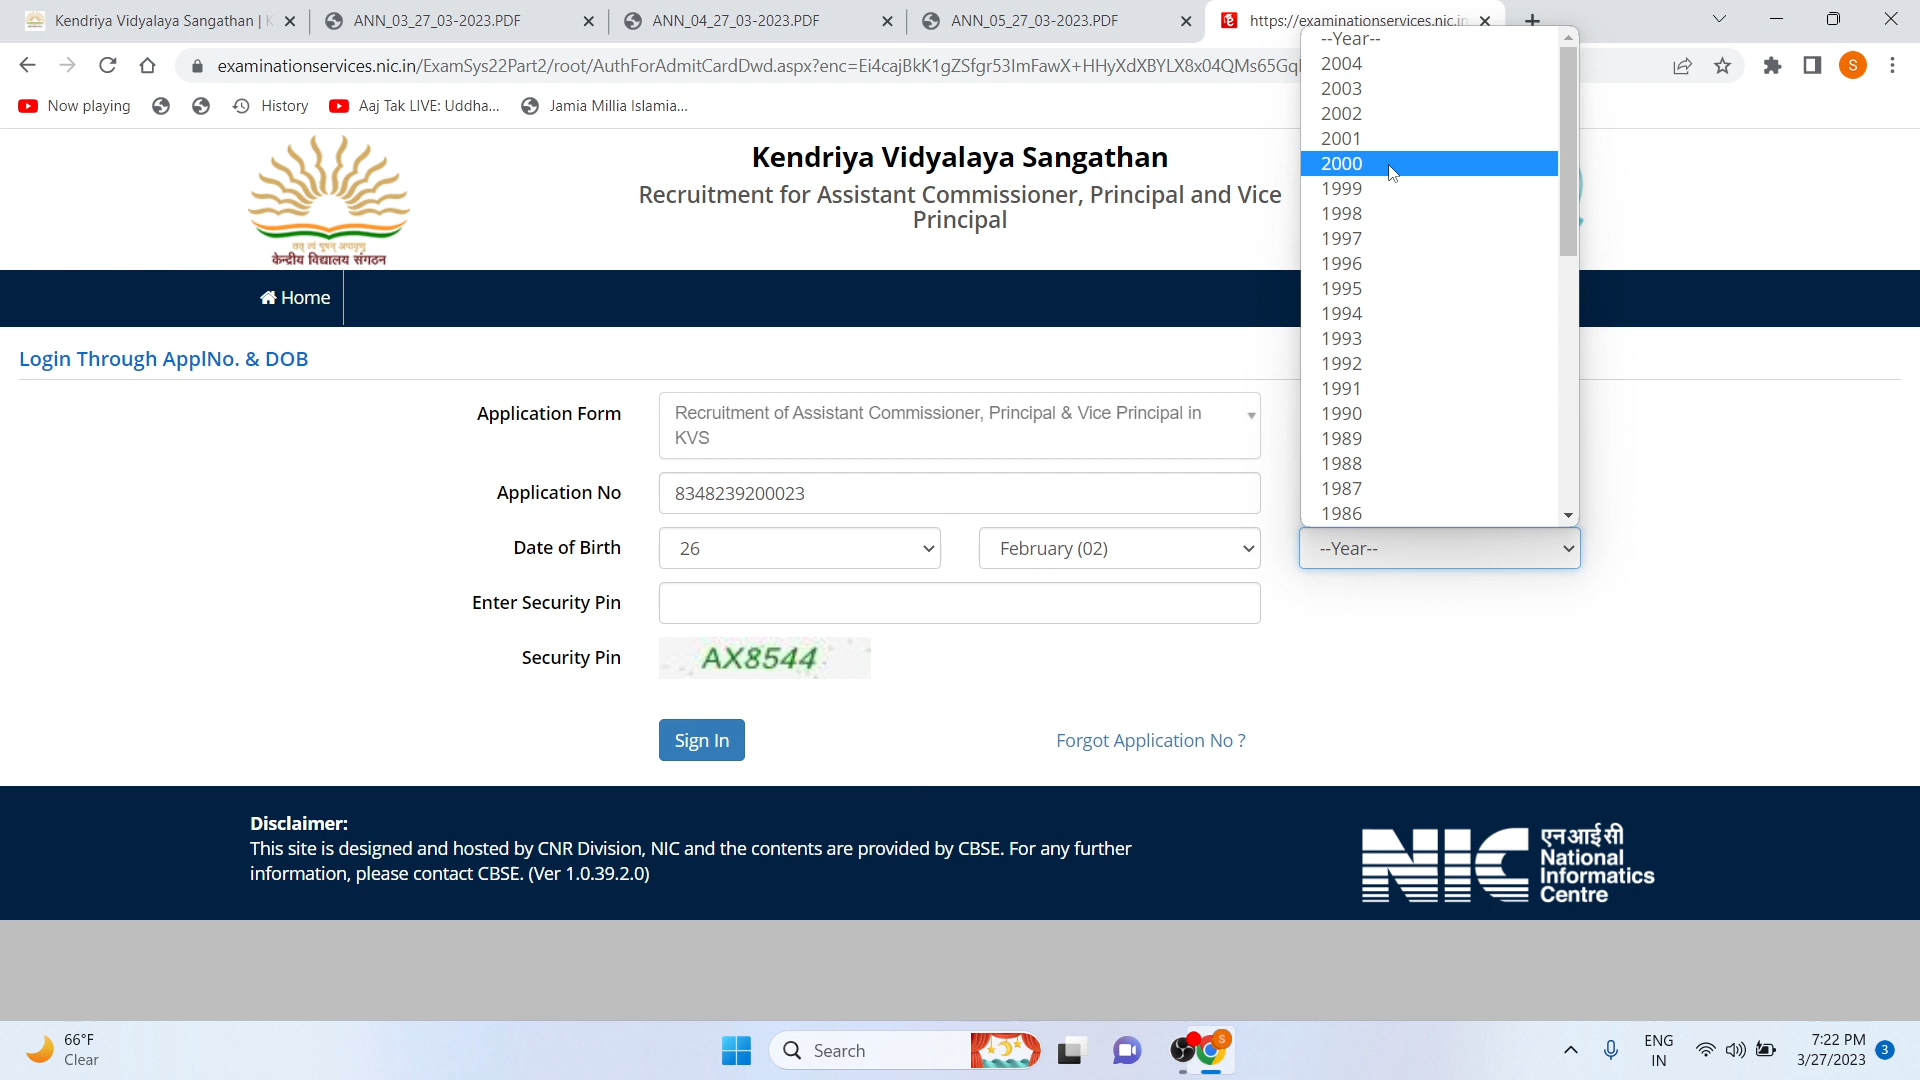 Kendriya Vidyalaya Sangathan |
ANN_03_27_03-2023.PDF
ANN_04_27_03-2023.PDF
ANN_05_27_03-2023.PDF
https://examinationservices.nic.in
examinationservices.nic.in/ExamSys22Part2/root/AuthForAdmitCardDwd.aspx?enc=Ei4cajBkK1gZSfgr53ImFawX+HHyXdXBYLX8x04QMs65Gq
S
Now playing
History
Aaj Tak LIVE: Uddha...
Jamia Millia Islamia...
केन्द्रीय विद्यालय संगठन
Kendriya Vidyalaya Sangathan
Recruitment for Assistant Commissioner, Principal and Vice
Principal
Home
Login Through ApplNo. & DOB
Application Form
Recruitment of Assistant Commissioner, Principal & Vice Principal in
KVS
Application No
8348239200023
Date of Birth
26
February (02)
--Year--
--Year--
2004
2003
2002
2001
2000
1999
1998
1997
1996
1995
1994
1993
1992
1991
1990
1989
1988
1987
1986
Enter Security Pin
Security Pin
AX8544
Sign In
Forgot Application No ?
Disclaimer:
This site is designed and hosted by CNR Division, NIC and the contents are provided by CBSE. For any further
information, please contact CBSE. (Ver 1.0.39.2.0)
NIC
एन आई सी
National
Informatics
Centre
66°F
Clear
Search
S
ENG
IN
7:22 PM
3/27/2023
3